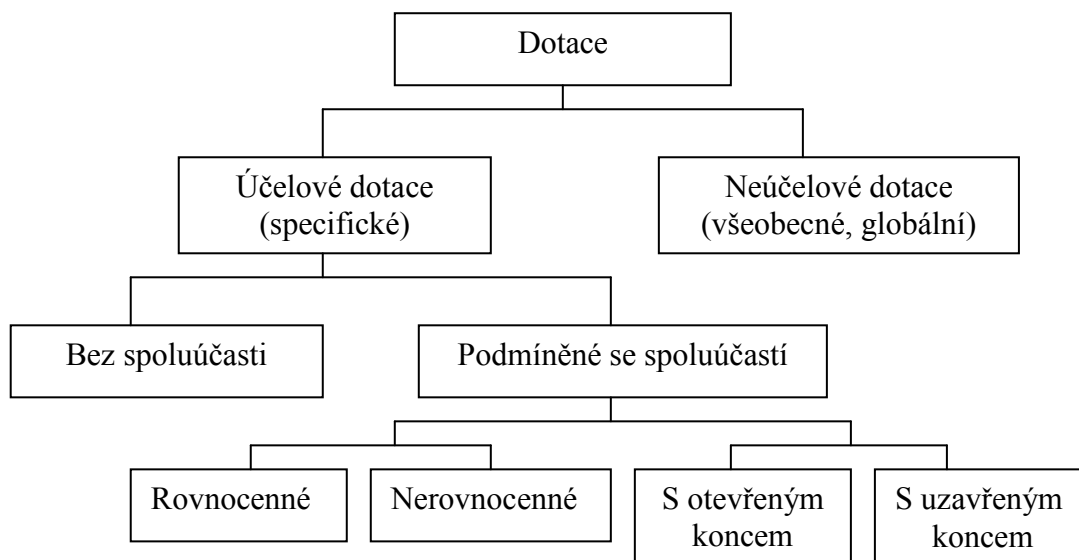 Dotace
Účelové dotace
(specifické)
Neúčelové dotace
(všeobecné, globální)
Bez spoluúčasti
Podmíněné se spoluúčastí
Rovnocenné
Nerovnocenné
S otevřeným
koncem
S uzavřeným
koncem